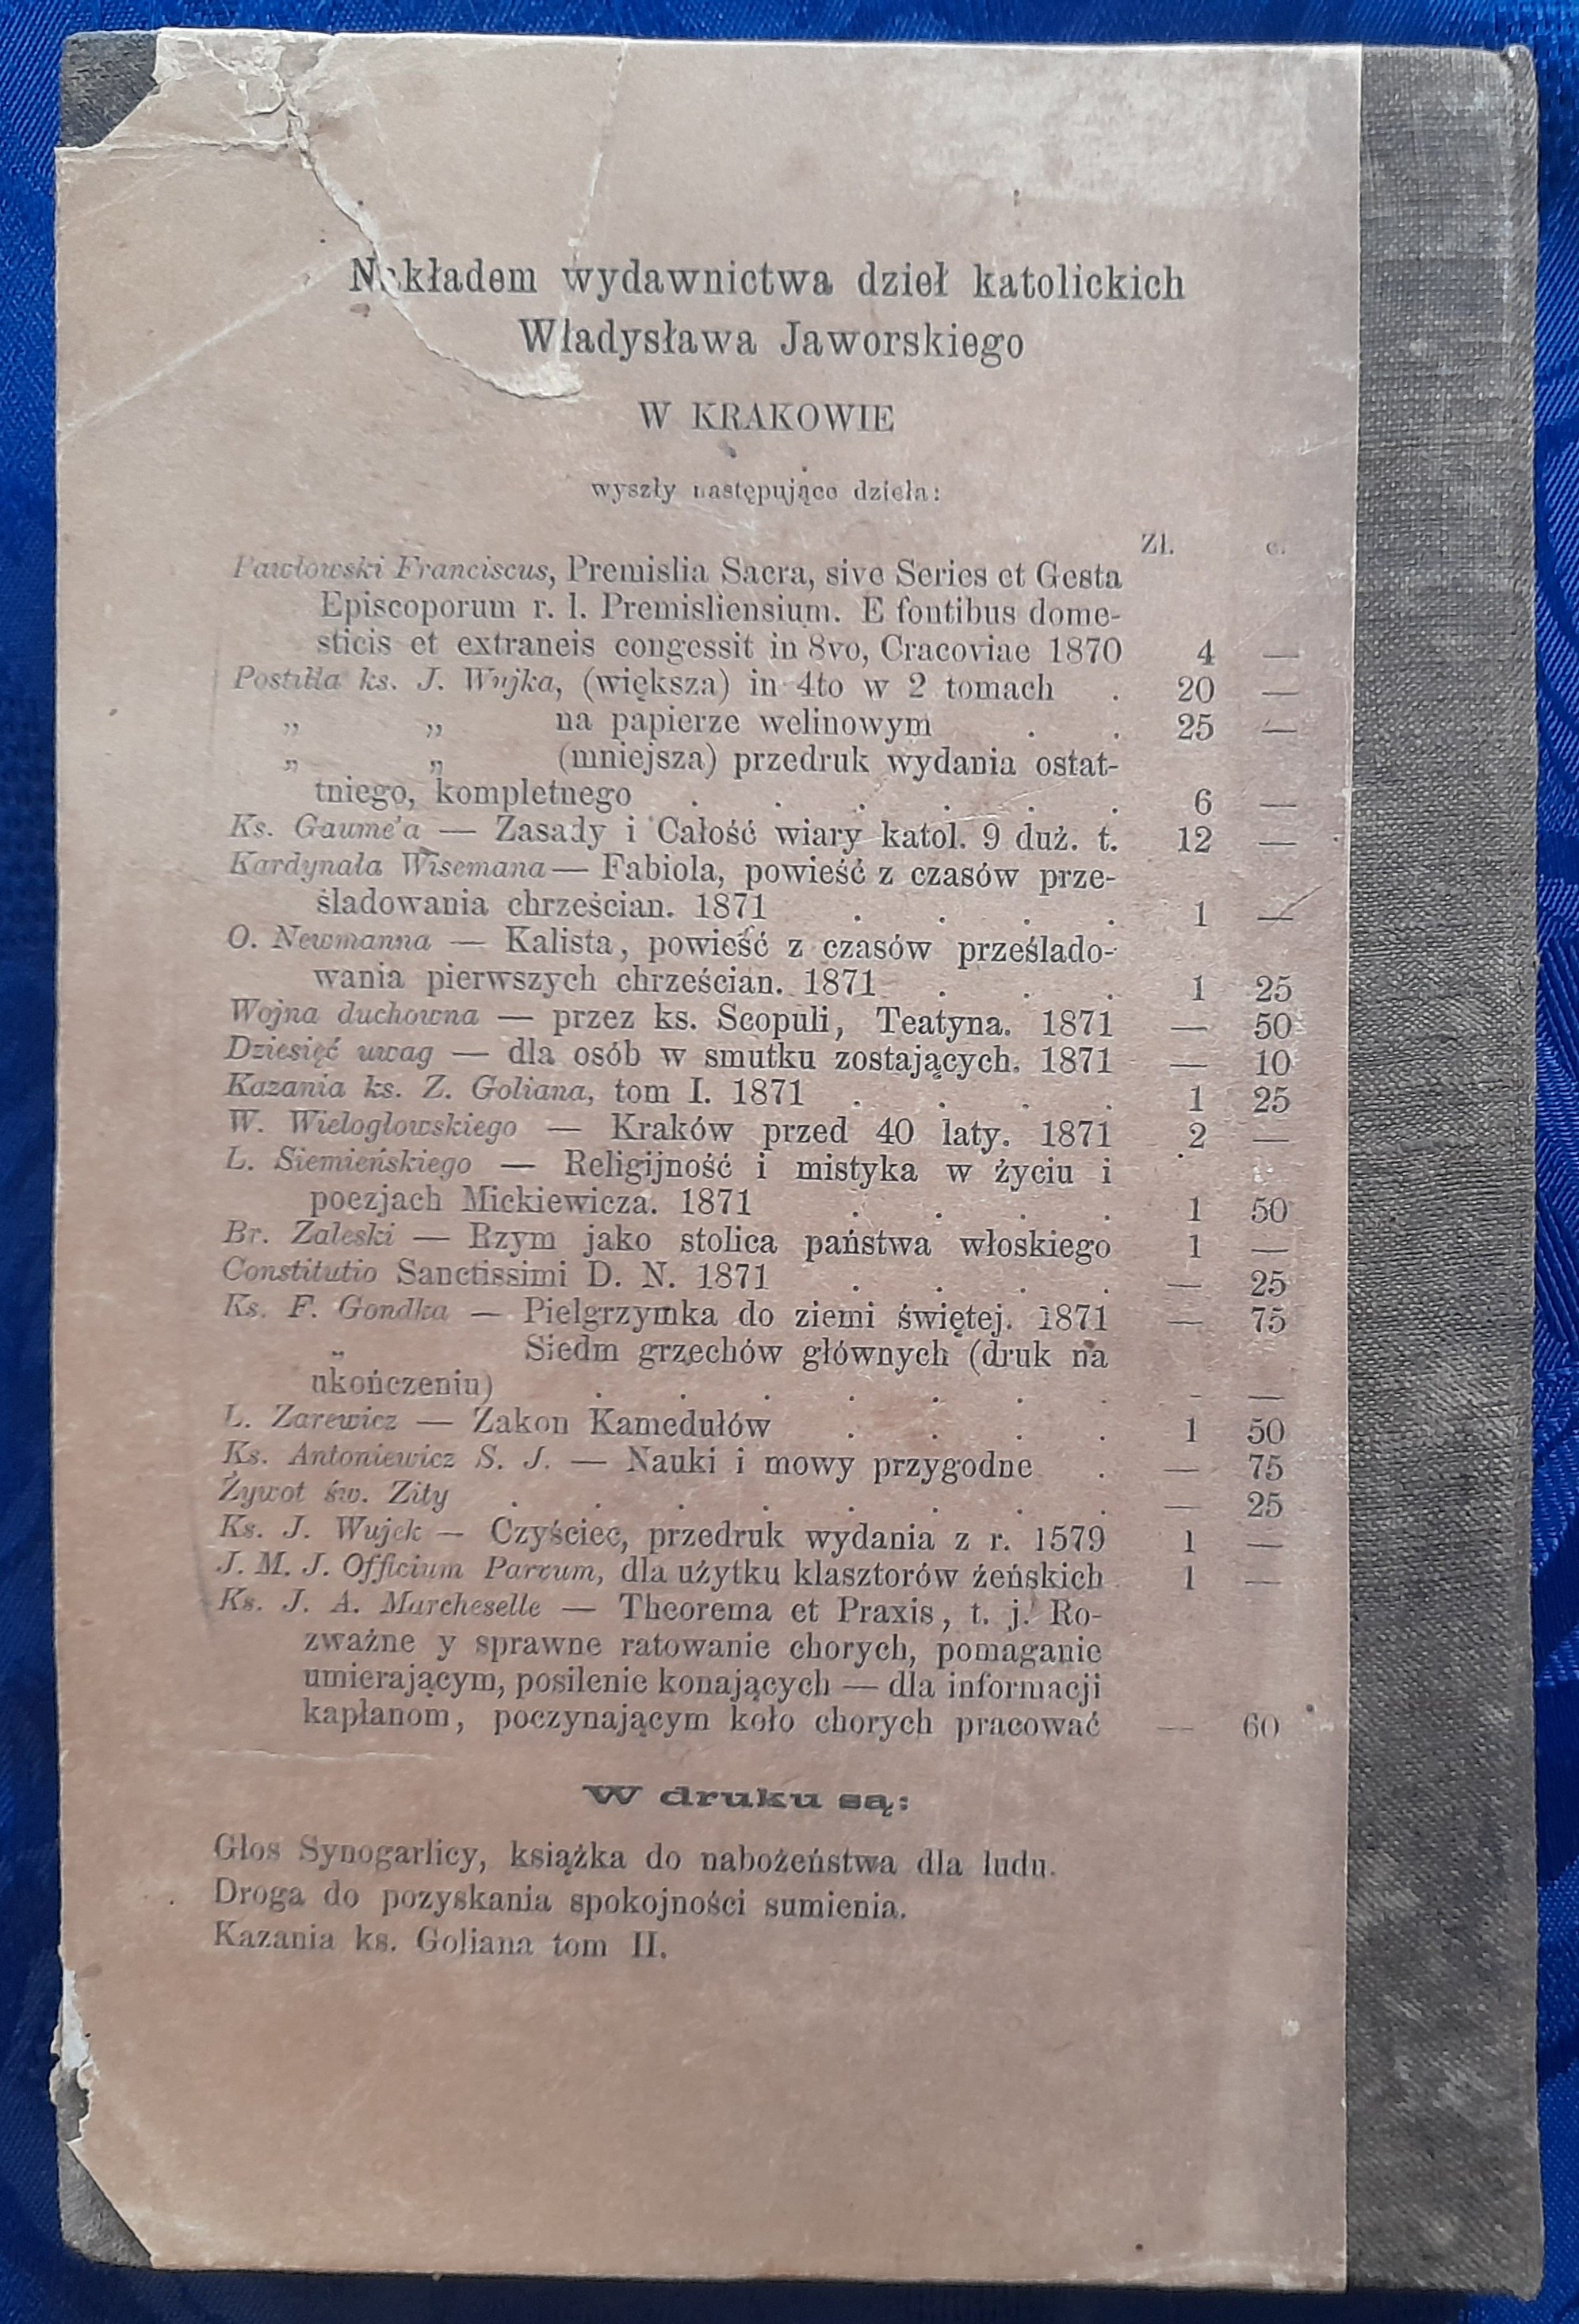 Nakładem wydawnictwa dzieł katolickich
Władysława Jaworskiego
W KRAKOWIE
wyszły następujące dzieła:
Zł. c.
Pawłowski Franciscus, Premislia Sacra, sive Series et Gesta
Episcoporum r. l. Premisliensium. E fontibus dome-
sticis et extraneis congessit in 8vo, Cracoviae 1870 4 —
Postilla ks. J. Wujka, (większa) in 4to w 2 tomach . 20 —
„ „ na papierze welinowym . . 25 —
„ „ (mniejsza) przedruk wydania ostat-
tniego, kompletnego . . . . . . 6 —
Ks. Gaume'a — Zasady i Całość wiary katol. 9 duż. t. 12 —
Kardynała Wisemana — Fabiola, powieść z czasów prze-
śladowania chrześcian. 1871 . . . . 1 —
O. Newmanna — Kalista, powieść z czasów prześlado-
wania pierwszych chrześcian. 1871 . . . 1 25
Wojna duchowna — przez ks. Scopuli, Teatyna. 1871 — 50
Dziesięć uwag — dla osób w smutku zostających. 1871 — 10
Kazania ks. Z. Goliana, tom I. 1871 . . . . 1 25
W. Wielogłowskiego — Kraków przed 40 laty. 1871 2 —
L. Siemieńskiego — Religijność i mistyka w życiu i
poezjach Mickiewicza. 1871 . . . . 1 50
Br. Zaleski — Rzym jako stolica państwa włoskiego 1 —
Constitutio Sanctissimi D. N. 1871 . . . . — 25
Ks. F. Gondka — Pielgrzymka do ziemi świętej. 1871 — 75
„ Siedm grzechów głównych (druk na
ukończeniu) . . . . . . . - —
L. Zarewicz — Zakon Kamedułów . . . . 1 50
Ks. Antoniewicz S. J. — Nauki i mowy przygodne . — 75
Żywot św. Zity . . . . . . . . — 25
Ks. J. Wujek — Czyściec, przedruk wydania z r. 1579 1 —
J. M. J. Officium Parvum, dla użytku klasztorów żeńskich 1 —
Ks. J. A. Marcheselle — Theorema et Praxis, t. j. Ro-
zważne y sprawne ratowanie chorych, pomaganie
umierającym, posilenie konających — dla informacji
kapłanom, poczynającym koło chorych pracować — 60
W druku są:
Głos Synogarlicy, książka do nabożeństwa dla ludu.
Droga do pozyskania spokojności sumienia.
Kazania ks. Goliana tom II.